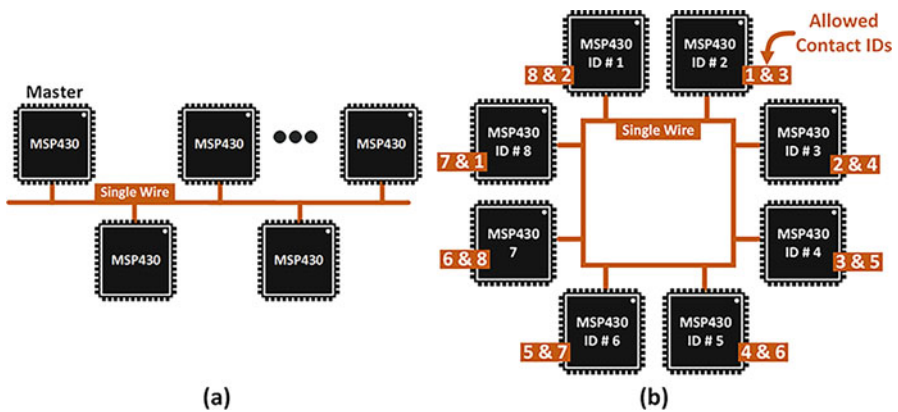 Master
MSP430
MSP430
MSP430
Single Wire
MSP430
MSP430
(a)
Allowed
Contact IDs
MSP430
ID # 1
8 & 2
MSP430
ID # 2
1 & 3
Single Wire
MSP430
ID # 8
7 & 1
MSP430
ID # 3
2 & 4
MSP430
7
6 & 8
MSP430
ID # 4
3 & 5
MSP430
ID # 6
5 & 7
MSP430
ID # 5
4 & 6
(b)